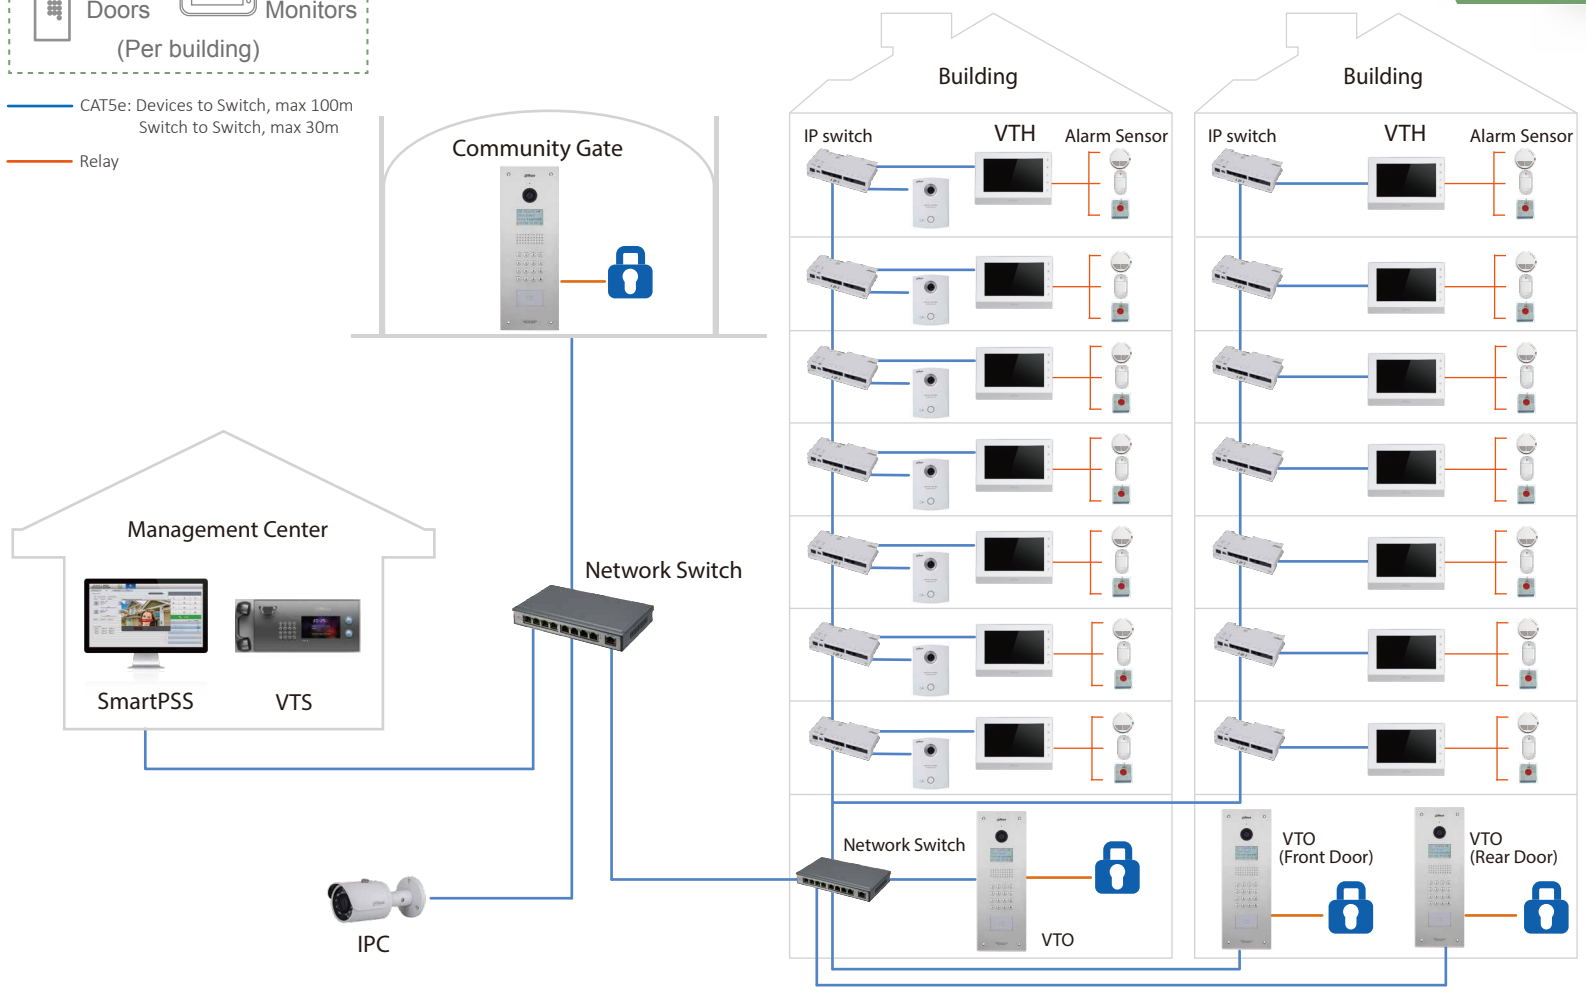 Doors
Monitors
(Per building)
CAT5e: Devices to Switch, max 100m
Switch to Switch, max 30m
Relay
Community Gate
Building
IP switch
VTH
Alarm Sensor
Building
IP switch
VTH
Alarm Sensor
Management Center
SmartPSS
VTS
Network Switch
IPC
Network Switch
VTO
VTO
(Front Door)
VTO
(Rear Door)